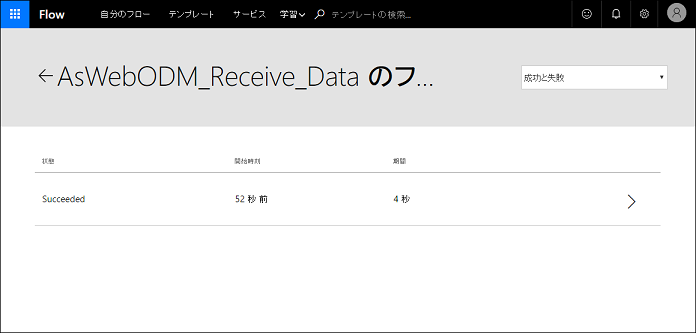 Flow 自分のフロー テンプレート サービス 学習 テンプレートの検索...
AsWebODM_Receive_Data のフ...
成功と失敗
状態 開始時刻 期間
Succeeded 52 秒 前 4 秒